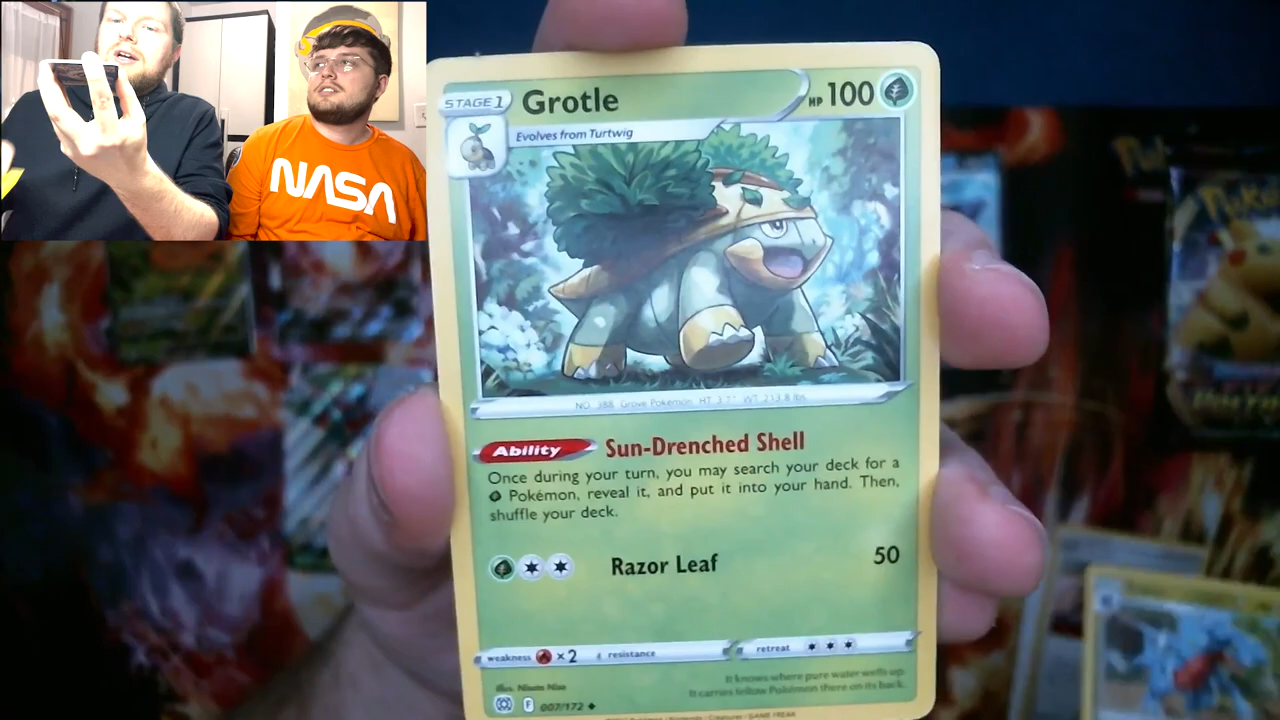 NASA
STAGE 1
Grotle
HP 100
Evolves from Turtwig
NO. 388 Grove Pokémon HT 3'7" WT 213.8 lbs.
Ability Sun-Drenched Shell
Once during your turn, you may search your deck for a
Pokémon, reveal it, and put it into your hand. Then,
shuffle your deck.
Razor Leaf 50
weakness ×2 resistance retreat
It knows where pure water wells up.
It carries fellow Pokémon there on its back.
Illus.
F 007/172